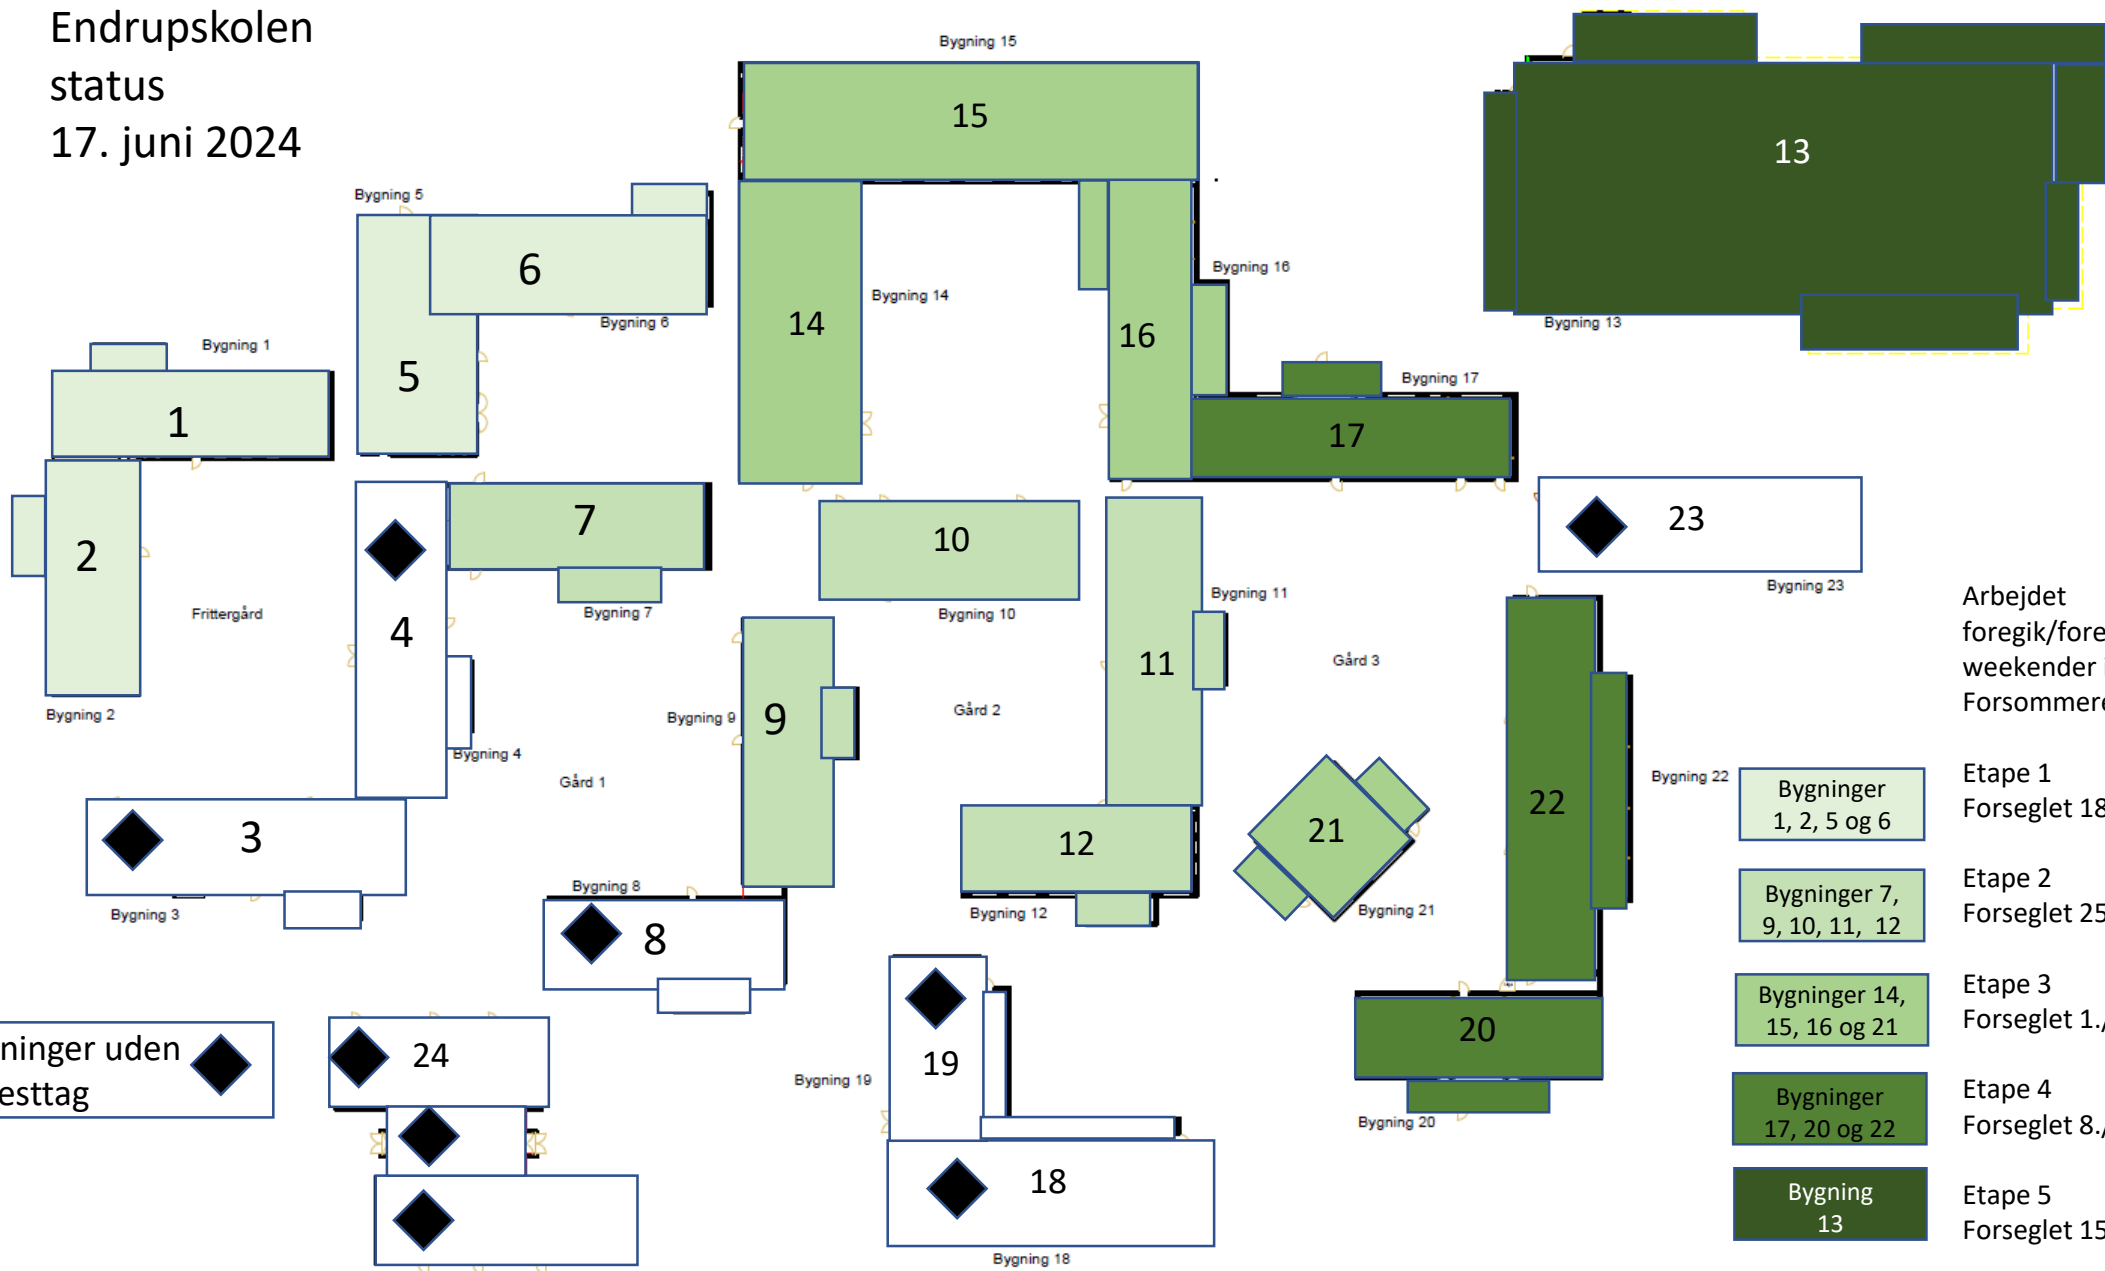 Endrupskolen
status
17. juni 2024
Bygning 15
15
13
Bygning 13
Bygning 5
6
Bygning 6
5
Bygning 14
14
Bygning 16
16
Bygning 1
1
Bygning 17
17
2
Bygning 2
Frittergård
4
Bygning 4
7
Bygning 7
10
Bygning 10
Bygning 11
11
23
Bygning 23
Gård 3
Bygning 9
9
Gård 2
Gård 1
3
Bygning 3
Bygning 8
8
12
Bygning 12
21
Bygning 21
22
Bygning 22
20
Bygning 20
24
19
Bygning 19
18
Bygning 18
ninger uden
esttag
Arbejdet
foregik/fore
weekender i
Forsommere
Bygninger
1, 2, 5 og 6
Etape 1
Forseglet 18
Bygninger 7,
9, 10, 11, 12
Etape 2
Forseglet 25
Bygninger 14,
15, 16 og 21
Etape 3
Forseglet 1./
Bygninger
17, 20 og 22
Etape 4
Forseglet 8./
Bygning
13
Etape 5
Forseglet 15